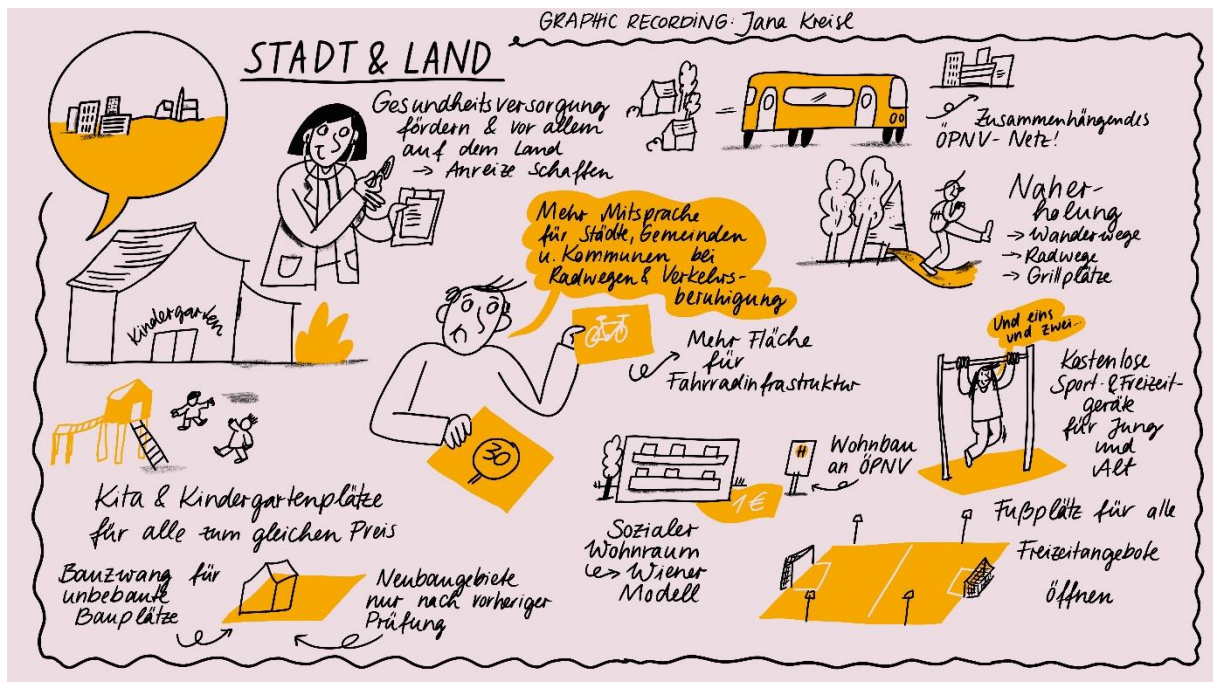 GRAPHIC RECORDING: Jana Kreisl
STADT & LAND
Gesundheitsversorgung
fördern & vor allem
auf dem Land
→ Anreize schaffen
Zusammenhängendes
ÖPNV-Netz!
Naher-
holung
→ Wanderwege
→ Radwege
→ Grillplätze
Mehr Mitsprache
für Städte, Gemeinden
u. Kommunen bei
Radwegen & Verkehrs-
beruhigung
Kindergarten
Mehr Fläche
für
Fahrradinfrastruktur
30
Und eins
und zwei...
Kostenlose
Sport- & Freizeit-
geräte
für Jung
und
Alt
Kita & Kindergartenplätze
für alle zum gleichen Preis
H
Wohnbau
an ÖPNV
1 €
Sozialer
Wohnraum
↪ Wiener
Modell
Fußplätz für alle
Freizeitangebote
öffnen
Bauzwang für
unbebaute
Bauplätze
Neubaugebiete
nur nach vorheriger
Prüfung